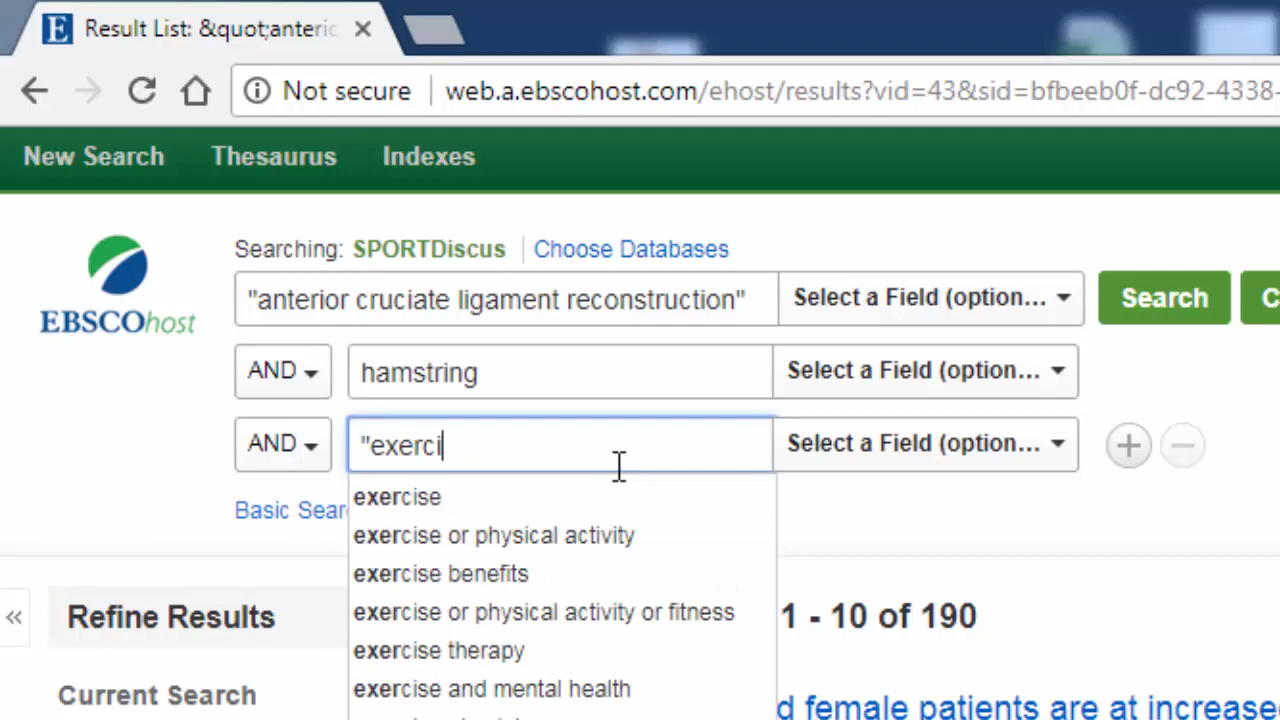 Result List: &quot;anteric
Not secure web.a.ebscohost.com/ehost/results?vid=43&sid=bfbeeb0f-dc92-4338-
New Search Thesaurus Indexes
Searching: SPORTDiscus Choose Databases
"anterior cruciate ligament reconstruction" Select a Field (option... Search
EBSCOhost
AND hamstring Select a Field (option...
AND "exerci Select a Field (option...
exercise
Basic Sear
exercise or physical activity
exercise benefits
exercise or physical activity or fitness
Refine Results
1 - 10 of 190
exercise therapy
Current Search
exercise and mental health
d female patients are at increase